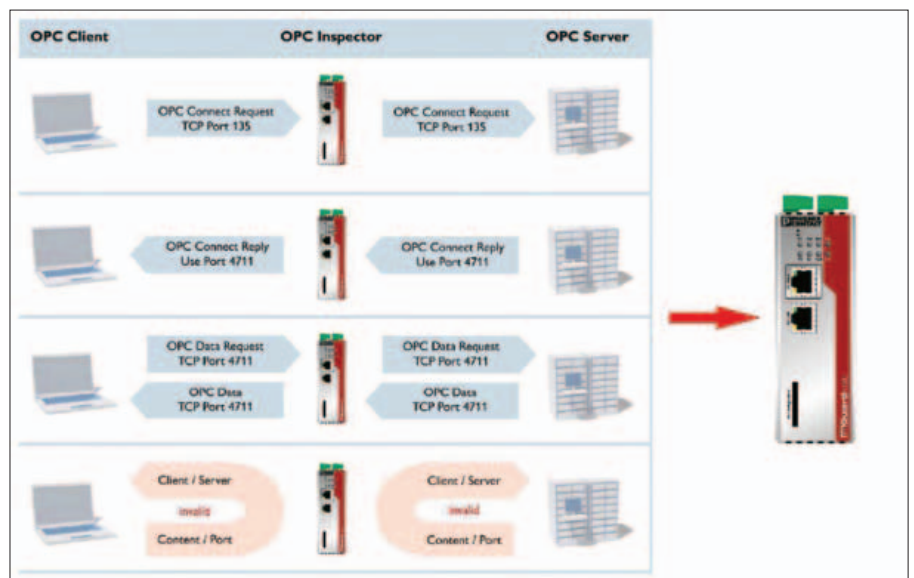 OPC Client
OPC Inspector
OPC Server
OPC Connect Request
TCP Port 135
OPC Connect Request
TCP Port 135
OPC Connect Reply
Use Port 4711
OPC Connect Reply
Use Port 4711
OPC Data Request
TCP Port 4711
OPC Data Request
TCP Port 4711
OPC Data
TCP Port 4711
OPC Data
TCP Port 4711
Client / Server
Client / Server
invalid
invalid
Content / Port
Content / Port